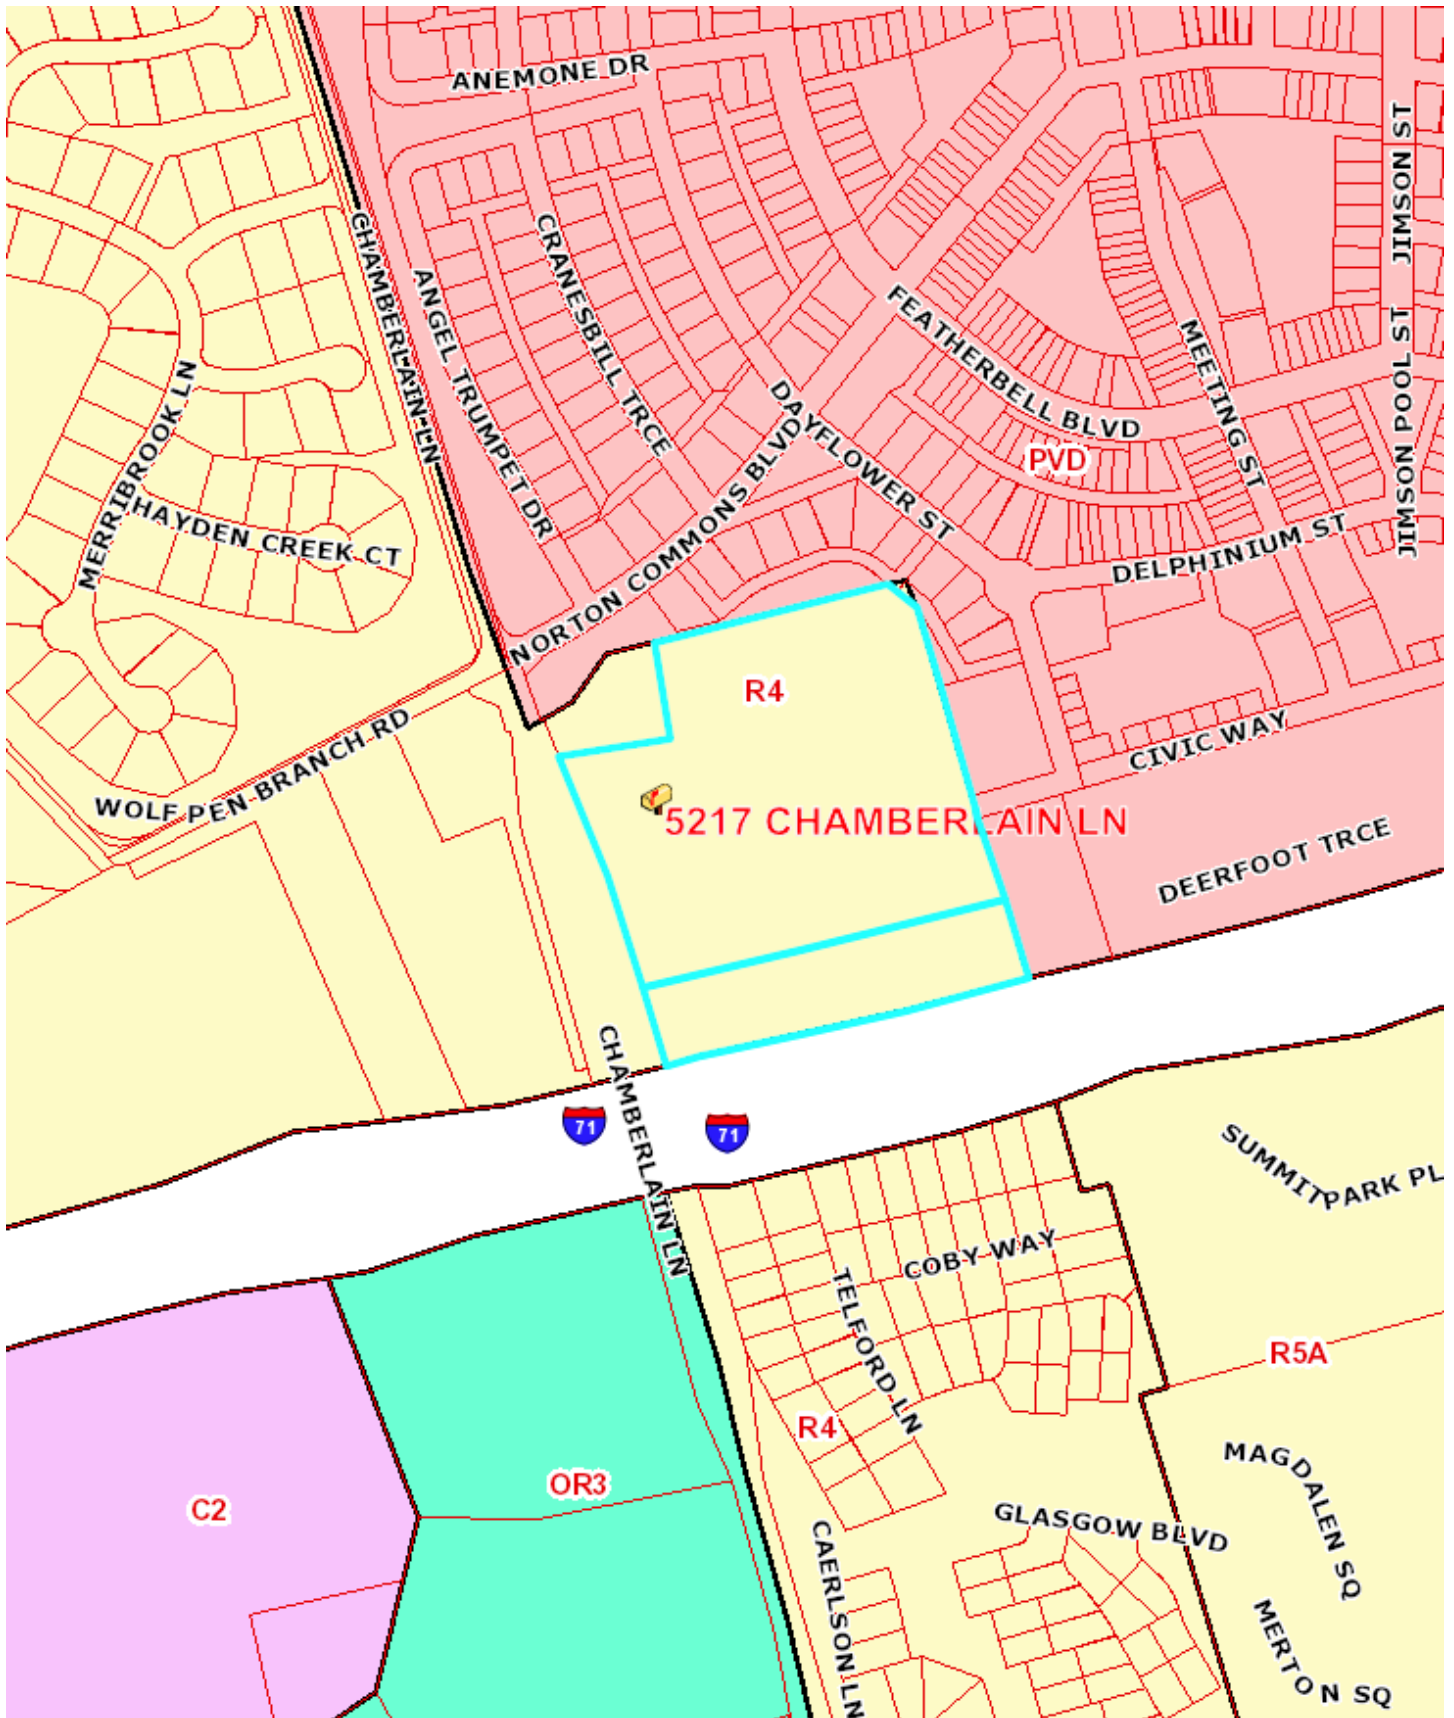 ANEMONE DR
JIMSON ST
CHAMBERLAIN LN
ANGEL TRUMPET DR
CRANESBILL TRCE
FEATHERBELL BLVD
MEETING ST
JIMSON POOL ST
MERRIBROOK LN
DAYFLOWER ST
PVD
HAYDEN CREEK CT
NORTON COMMONS BLVD
DELPHINIUM ST
R4
WOLF PEN BRANCH RD
CIVIC WAY
5217 CHAMBERLAIN LN
DEERFOOT TRCE
CHAMBERLAIN LN
71
71
SUMMIT PARK PL
COBY WAY
TELFORD LN
R5A
R4
MAGDALEN SQ
OR3
C2
GLASGOW BLVD
CAERLSON LN
MERTON SQ